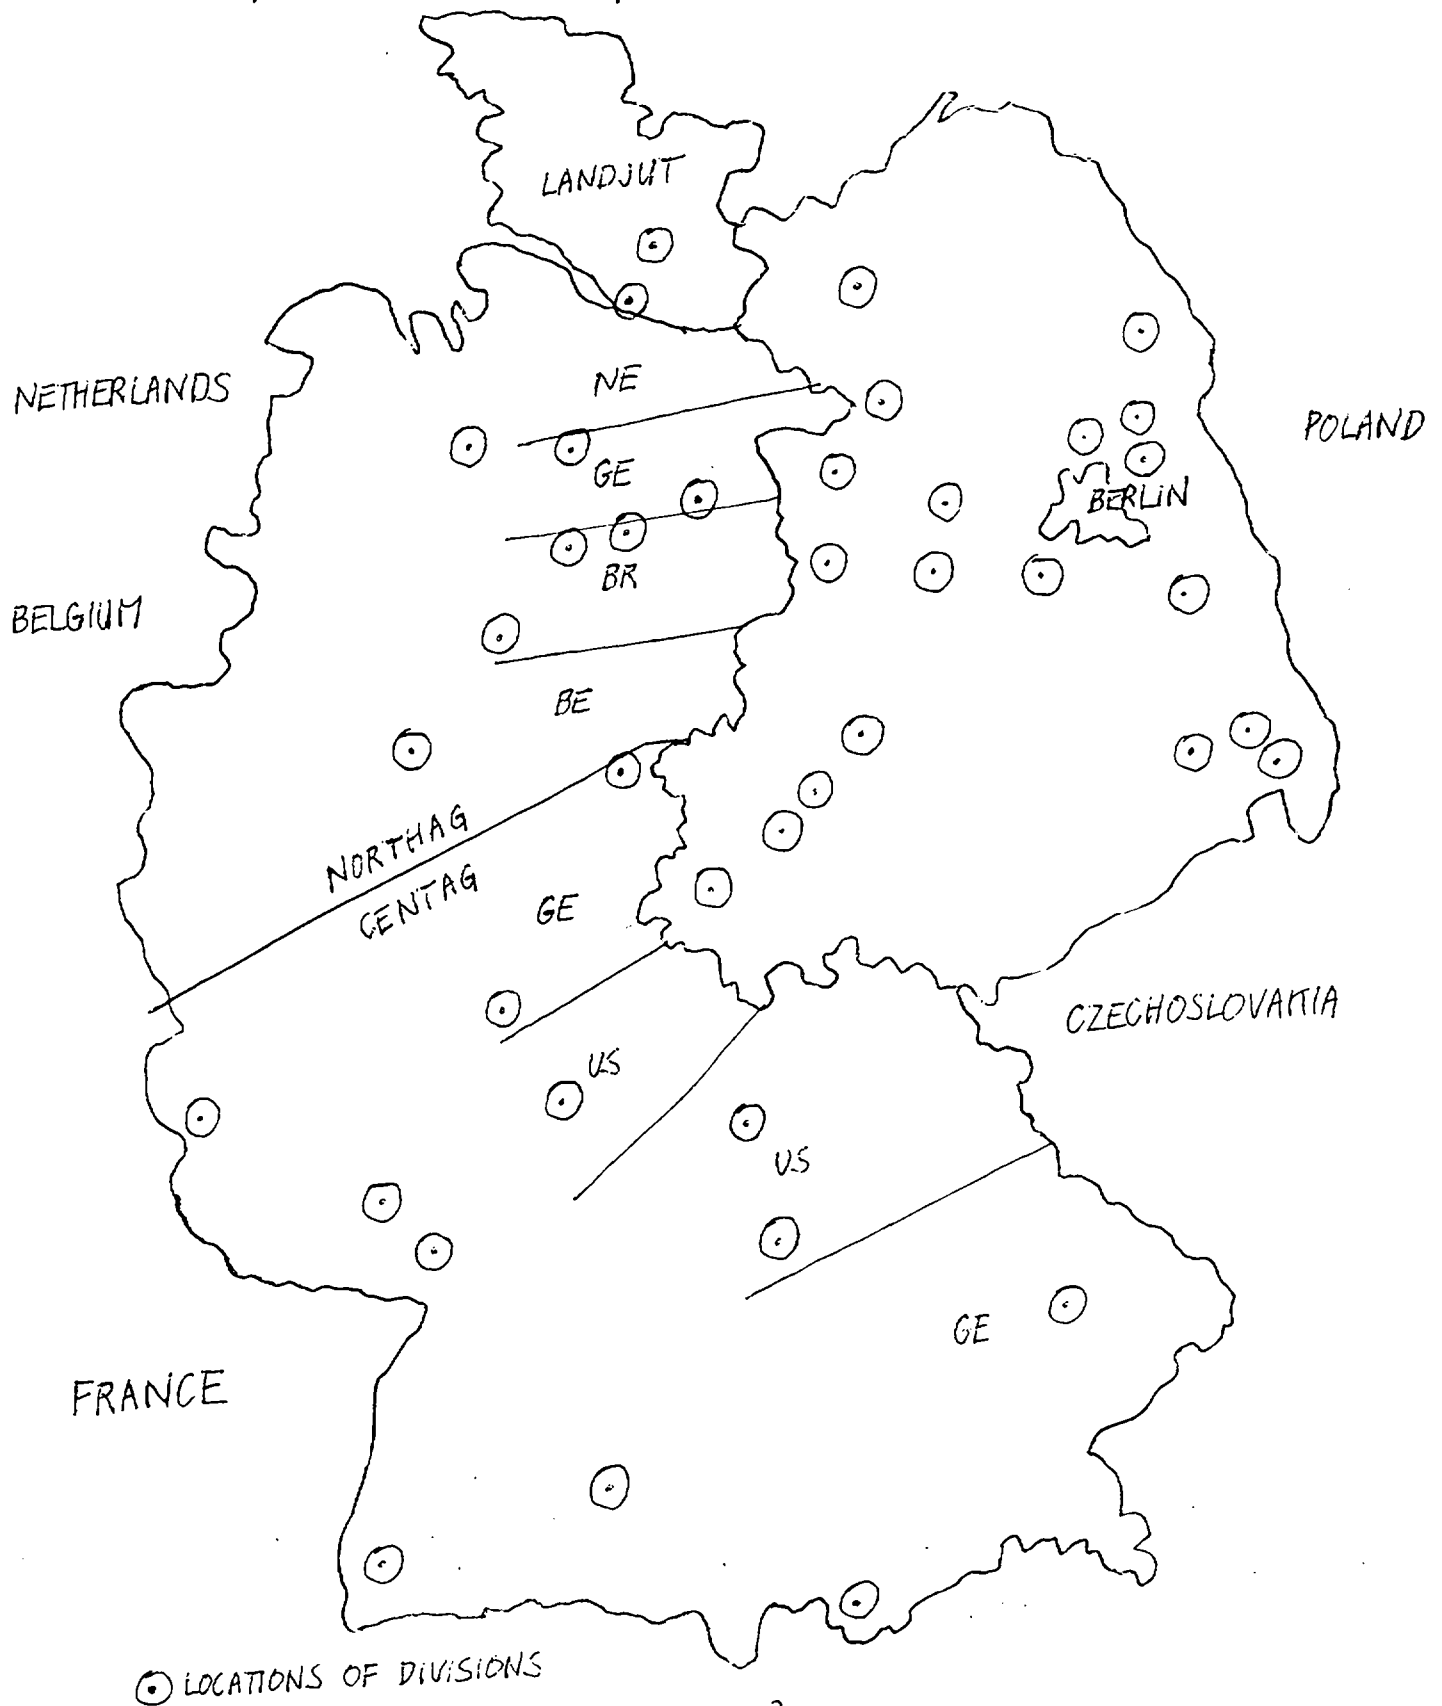 LANDJUT
NETHERLANDS
NE
POLAND
GE
BERLIN
BR
BELGIUM
BE
NORTHAG
CENTAG
GE
CZECHOSLOVAKIA
US
US
GE
FRANCE
LOCATIONS OF DIVISIONS